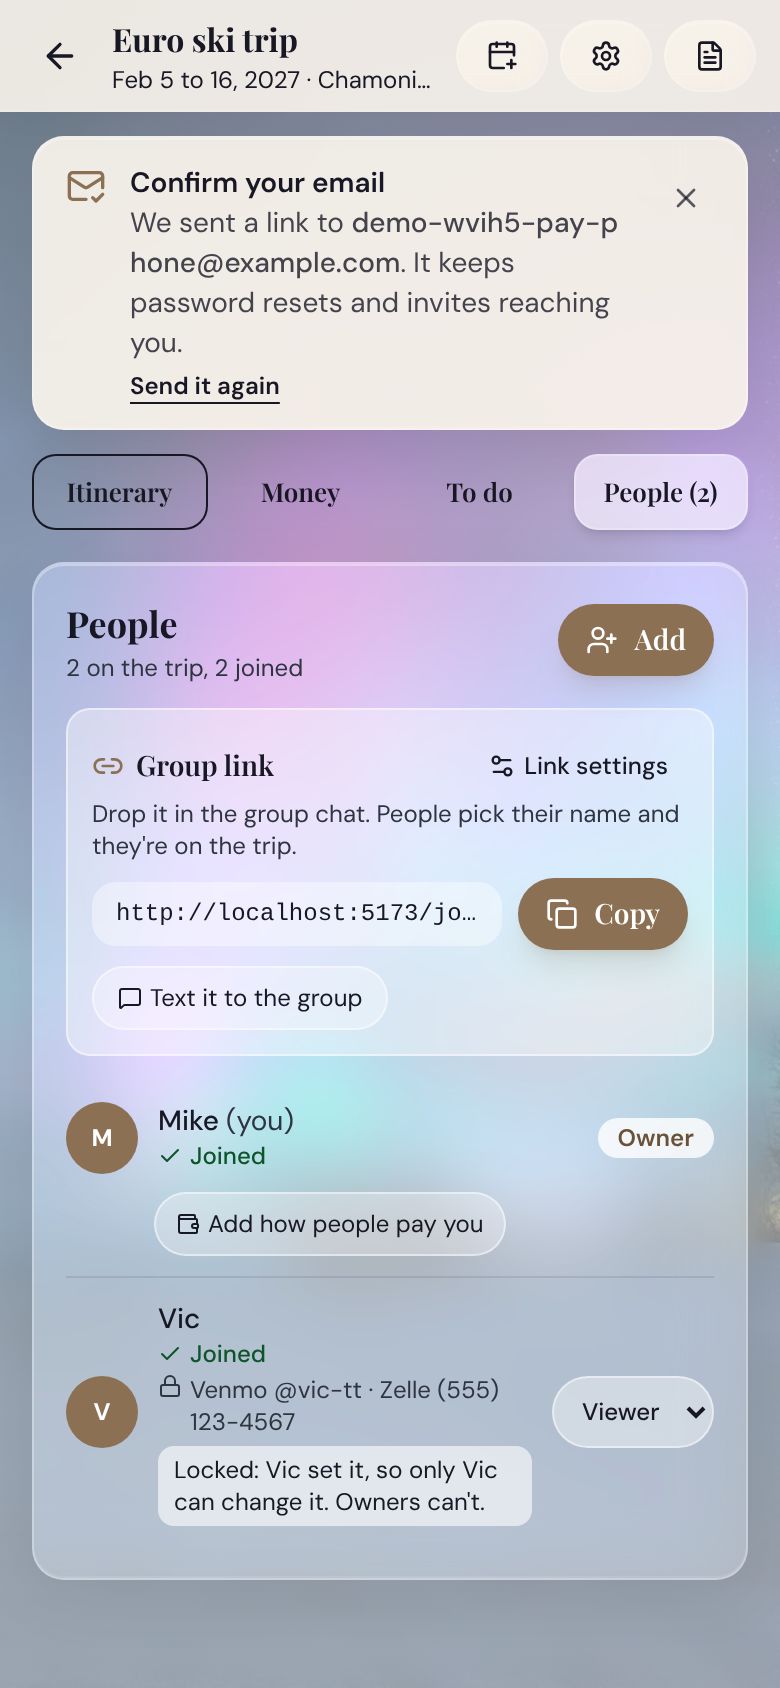 Euro ski trip
Feb 5 to 16, 2027 · Chamoni...
Confirm your email
We sent a link to demo-wvih5-pay-p
hone@example.com. It keeps
password resets and invites reaching
you.
Send it again
Itinerary
Money
To do
People (2)
People
2 on the trip, 2 joined
Add
Group link
Link settings
Drop it in the group chat. People pick their name and
they're on the trip.
http://localhost:5173/jo...
Copy
Text it to the group
M
Mike (you)
Joined
Owner
Add how people pay you
Vic
Joined
V
Venmo @vic-tt · Zelle (555)
123-4567
Viewer
Locked: Vic set it, so only Vic
can change it. Owners can't.